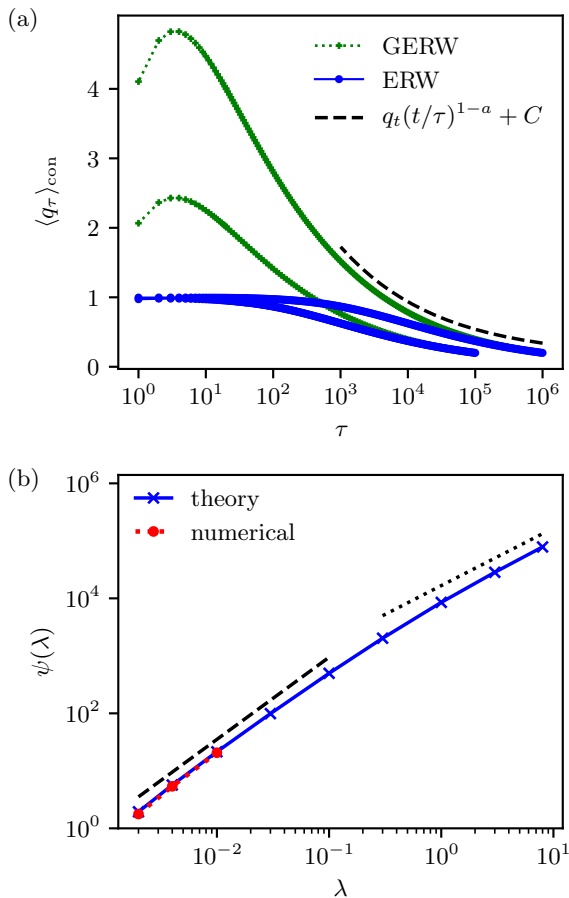 (a)
GERW
ERW
q_t(t/τ)^{1−a} + C
⟨q_τ⟩_con
4
3
2
1
0
10^0
10^1
10^2
10^3
10^4
10^5
10^6
τ
(b)
theory
numerical
ψ(λ)
10^6
10^4
10^2
10^0
10^{−2}
10^{−1}
10^0
10^1
λ